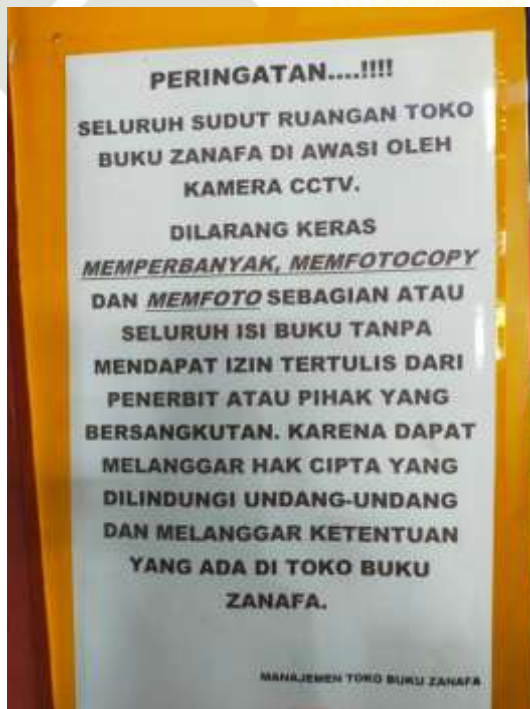 PERINGATAN....!!!!
SELURUH SUDUT RUANGAN TOKO
BUKU ZANAFA DI AWASI OLEH
KAMERA CCTV.
DILARANG KERAS
MEMPERBANYAK, MEMFOTOCOPY
DAN MEMFOTO SEBAGIAN ATAU
SELURUH ISI BUKU TANPA
MENDAPAT IZIN TERTULIS DARI
PENERBIT ATAU PIHAK YANG
BERSANGKUTAN. KARENA DAPAT
MELANGGAR HAK CIPTA YANG
DILINDUNGI UNDANG-UNDANG
DAN MELANGGAR KETENTUAN
YANG ADA DI TOKO BUKU
ZANAFA.
MANAJEMEN TOKO BUKU ZANAFA